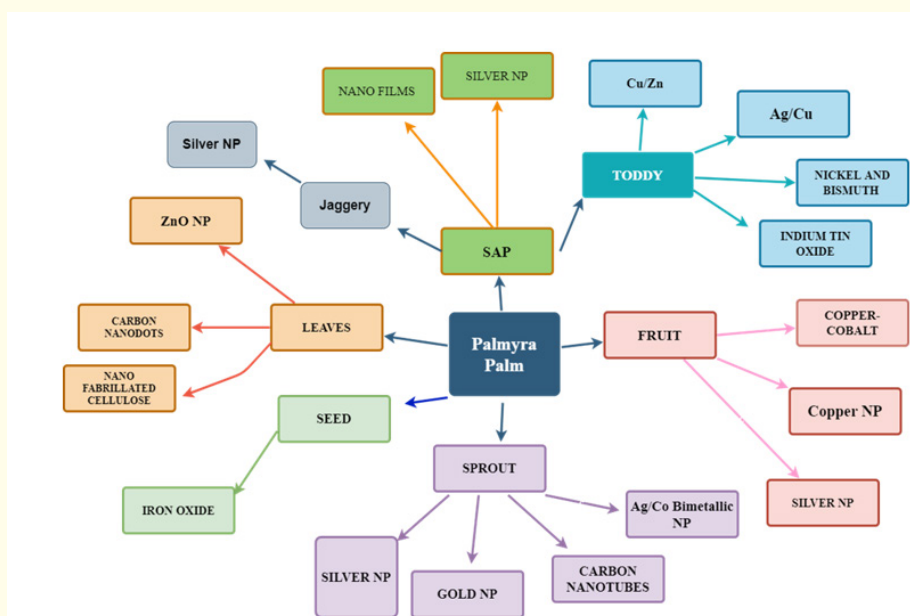 SILVER NP
NANO FILMS
Cu/Zn
Ag/Cu
Silver NP
TODDY
NICKEL AND
BISMUTH
Jaggery
ZnO NP
SAP
INDIUM TIN
OXIDE
CARBON
NANODOTS
LEAVES
Palmyra
Palm
FRUIT
COPPER-
COBALT
NANO
FABRILLATED
CELLULOSE
SEED
Copper NP
SPROUT
IRON OXIDE
Ag/Co Bimetallic
NP
SILVER NP
SILVER NP
GOLD NP
CARBON
NANOTUBES